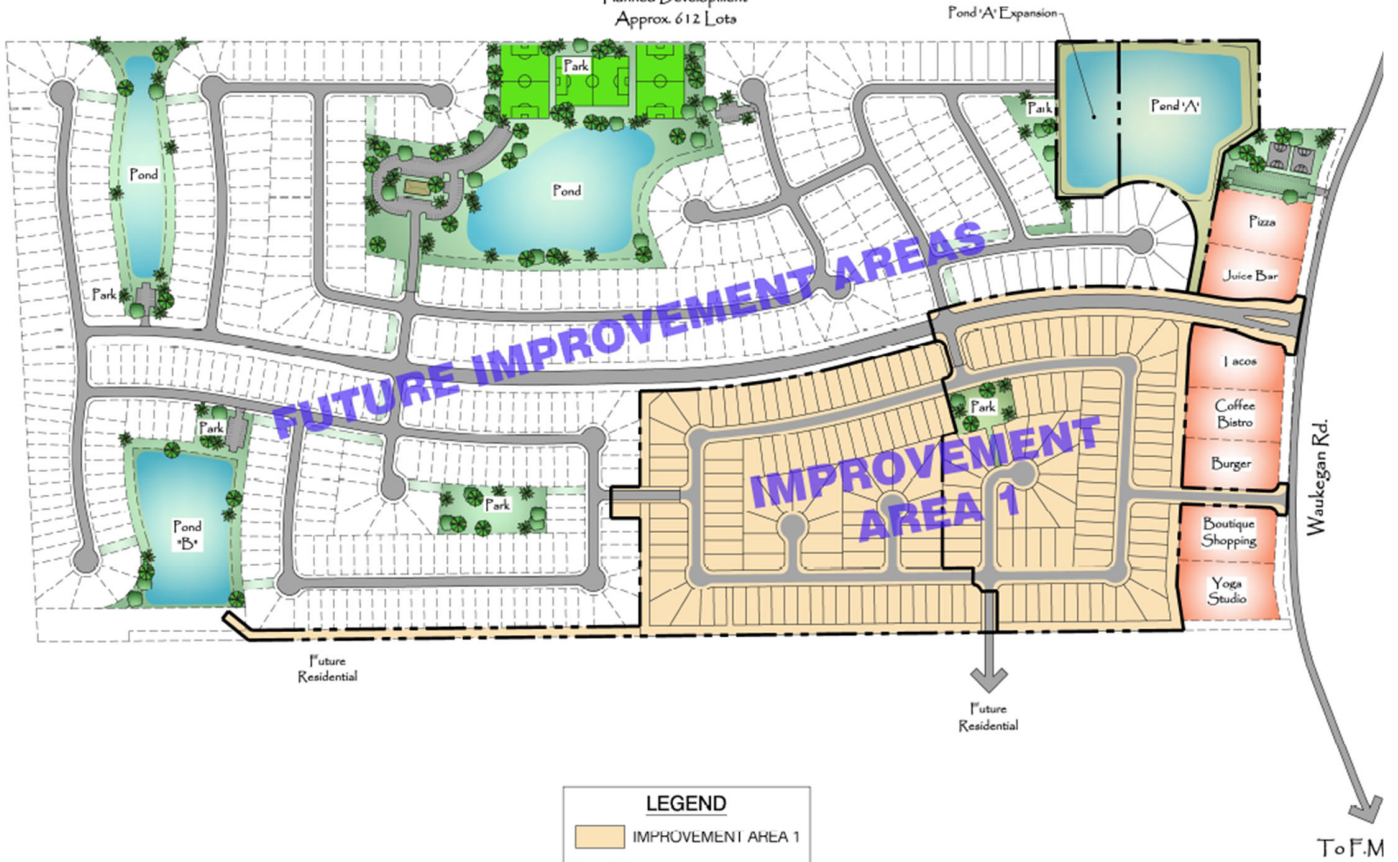 Planned Development
Approx. 612 Lots
Pond 'A' Expansion
Park
Park
Pond 'A'
Pond
Pond
Pizza
Juice Bar
Park
FUTURE IMPROVEMENT AREAS
Tacos
Coffee
Bistro
Burger
Park
Park
IMPROVEMENT
AREA 1
Waukegan Rd.
Park
Pond
"B"
Boutique
Shopping
Yoga
Studio
Future
Residential
Future
Residential
LEGEND
IMPROVEMENT AREA 1
To F.M